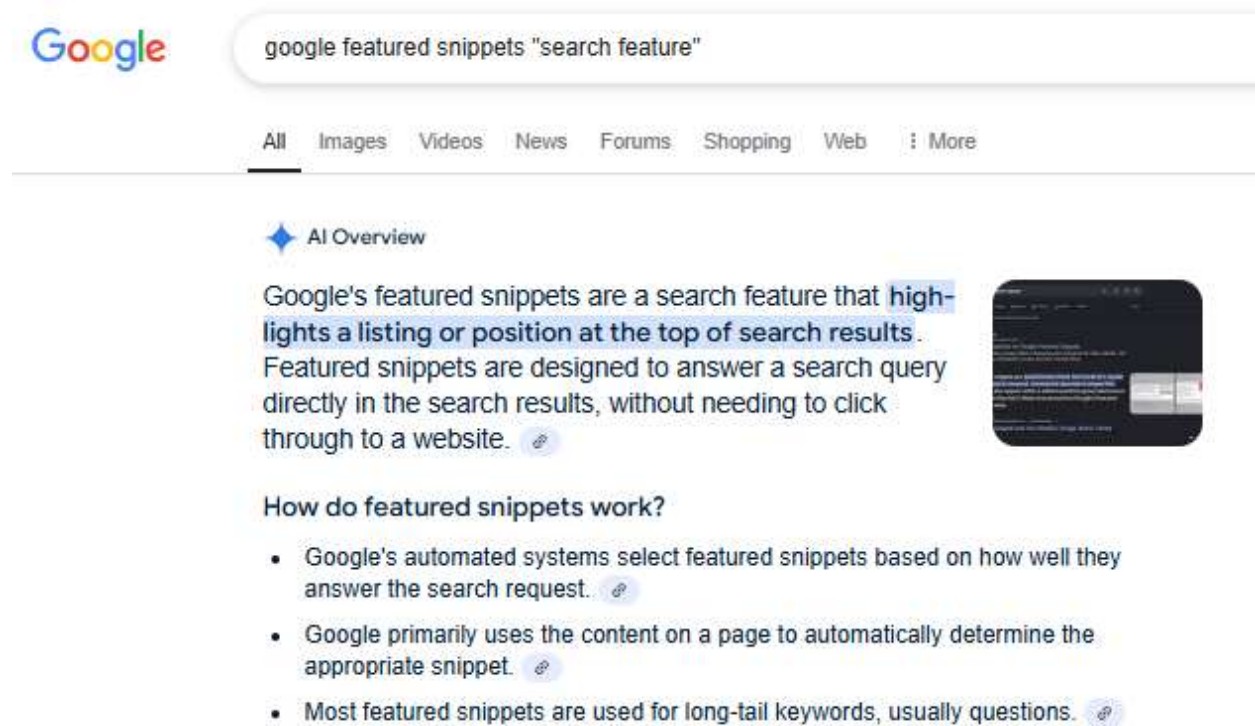 Google
google featured snippets "search feature"
All Images Videos News Forums Shopping Web ⋮ More
AI Overview
Google's featured snippets are a search feature that high-
lights a listing or position at the top of search results.
Featured snippets are designed to answer a search query
directly in the search results, without needing to click
through to a website.
How do featured snippets work?
• Google's automated systems select featured snippets based on how well they
answer the search request.
• Google primarily uses the content on a page to automatically determine the
appropriate snippet.
• Most featured snippets are used for long-tail keywords, usually questions.